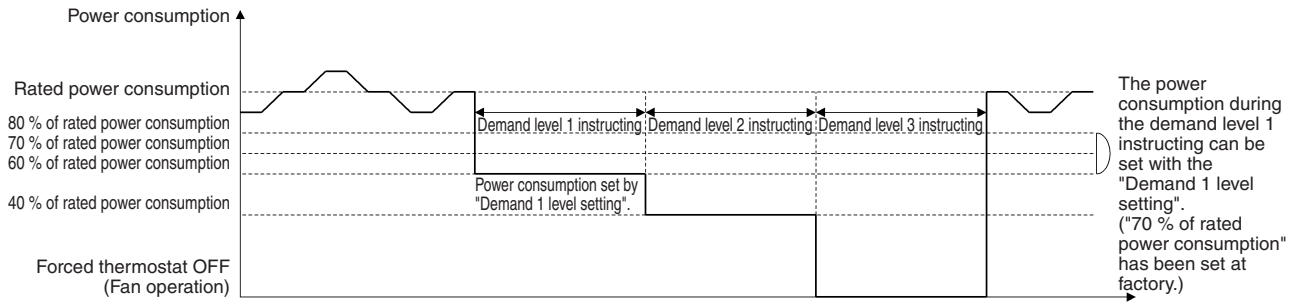 Power consumption
Rated power consumption
80 % of rated power consumption
70 % of rated power consumption
60 % of rated power consumption
40 % of rated power consumption
Forced thermostat OFF
(Fan operation)
Demand level 1 instructing
Demand level 2 instructing
Demand level 3 instructing
Power consumption set by
"Demand 1 level setting".
The power
consumption during
the demand level 1
instructing can be
set with the
"Demand 1 level
setting".
("70 % of rated
power consumption"
has been set at
factory.)